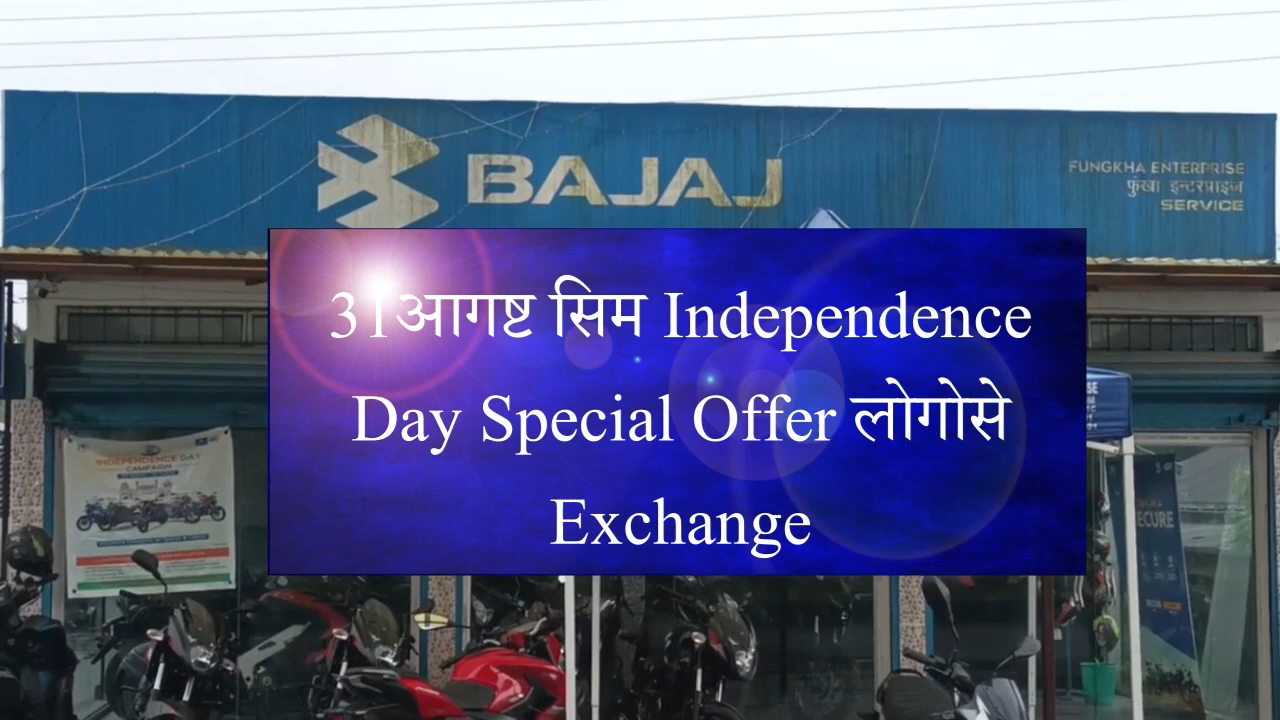 BAJAJ
FUNGKHA ENTERPRISE
फुंखा इन्टरप्राइज
SERVICE
31आगष्ट सिम Independence
Day Special Offer लोगोसे
Exchange
INDEPENDENCE DAY
CAMPAIGN
SECURE